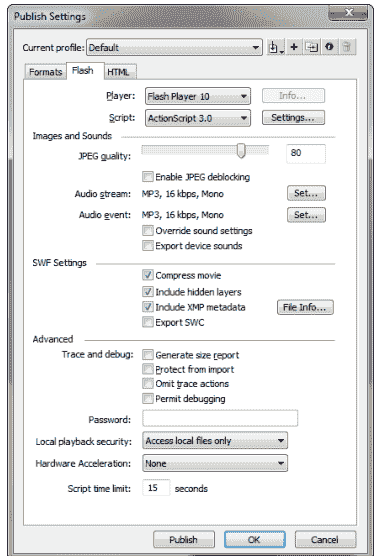 Publish Settings
Current profile: Default
Formats Flash HTML
Player: Flash Player 10 Info...
Script: ActionScript 3.0 Settings...
Images and Sounds
JPEG quality: 80
Enable JPEG deblocking
Audio stream: MP3, 16 kbps, Mono Set...
Audio event: MP3, 16 kbps, Mono Set...
Override sound settings
Export device sounds
SWF Settings
Compress movie
Include hidden layers
Include XMP metadata File Info...
Export SWC
Advanced
Trace and debug: Generate size report
Protect from import
Omit trace actions
Permit debugging
Password:
Local playback security: Access local files only
Hardware Acceleration: None
Script time limit: 15 seconds
Publish OK Cancel